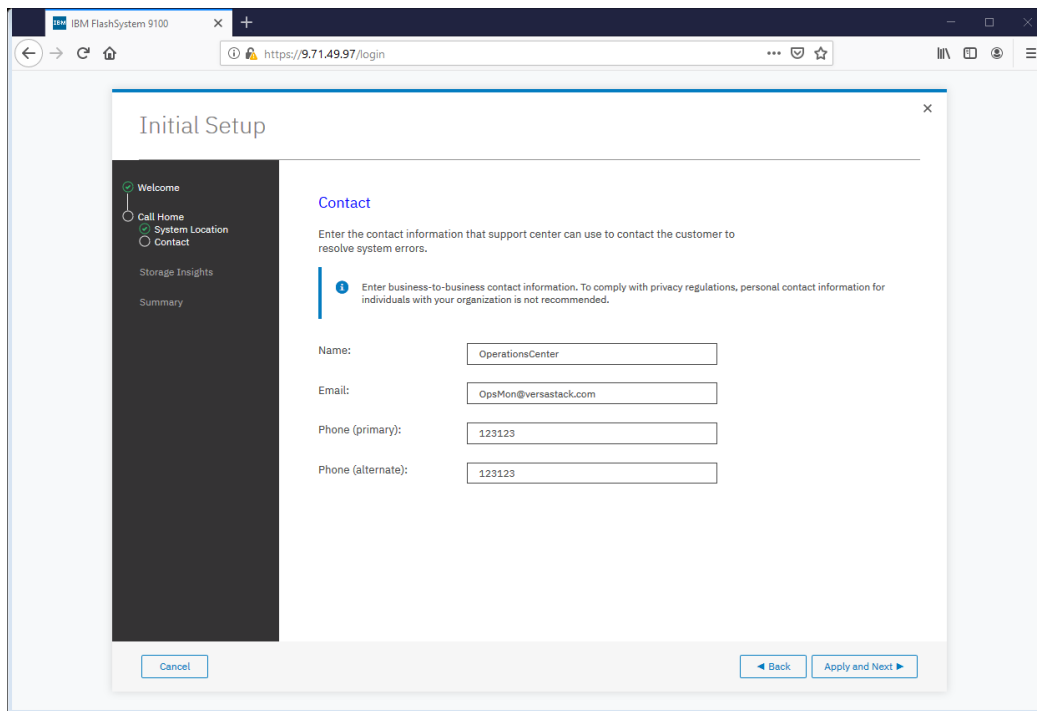 IBM IBM FlashSystem 9100
https://9.71.49.97/login
Initial Setup
Welcome
Call Home
System Location
Contact
Storage Insights
Summary
Contact
Enter the contact information that support center can use to contact the customer to
resolve system errors.
Enter business-to-business contact information. To comply with privacy regulations, personal contact information for
individuals with your organization is not recommended.
Name: OperationsCenter
Email: OpsMon@versastack.com
Phone (primary): 123123
Phone (alternate): 123123
Cancel Back Apply and Next